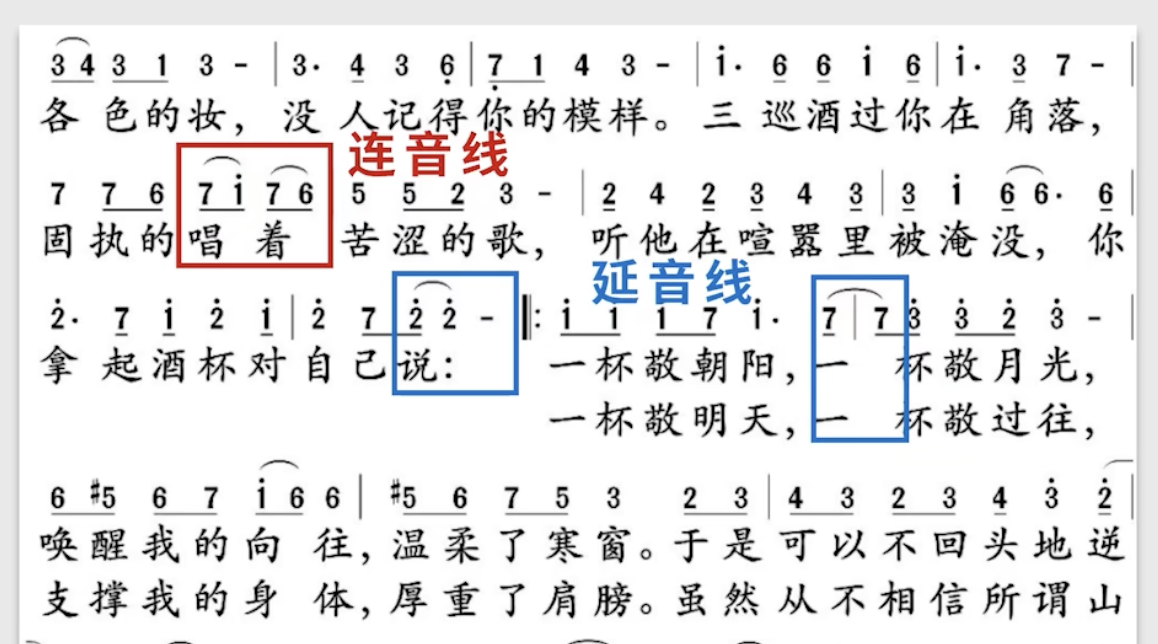 3 4 3 1 3 - | 3· 4 3 6̣ | 7̣ 1 4 3 - | i· 6 6 i 6 | i· 3 7 - |
各色的妆，没人记得你的模样。三巡酒过你在角落，
连音线
7 7 6 7 i 7 6 5 5 2 3 - | 2 4 2 3 4 3 | 3 i 6 6· 6 |
固执的唱着苦涩的歌，听他在喧嚣里被淹没，你
延音线
2̇· 7 i 2̇ i | 2̇ 7 2̇ 2̇ - ‖: i i i 7 i· 7 | 7 3̇ 3̇ 2̇ 3̇ - |
拿起酒杯对自己说：一杯敬朝阳，一杯敬月光，
一杯敬明天，一杯敬过往，
6 #5 6 7 i 6 6 | #5 6 7 5 3 2 3 | 4 3 2 3 4 3̇ 2̇ |
唤醒我的向往，温柔了寒窗。于是可以不回头地逆
支撑我的身体，厚重了肩膀。虽然从不相信所谓山